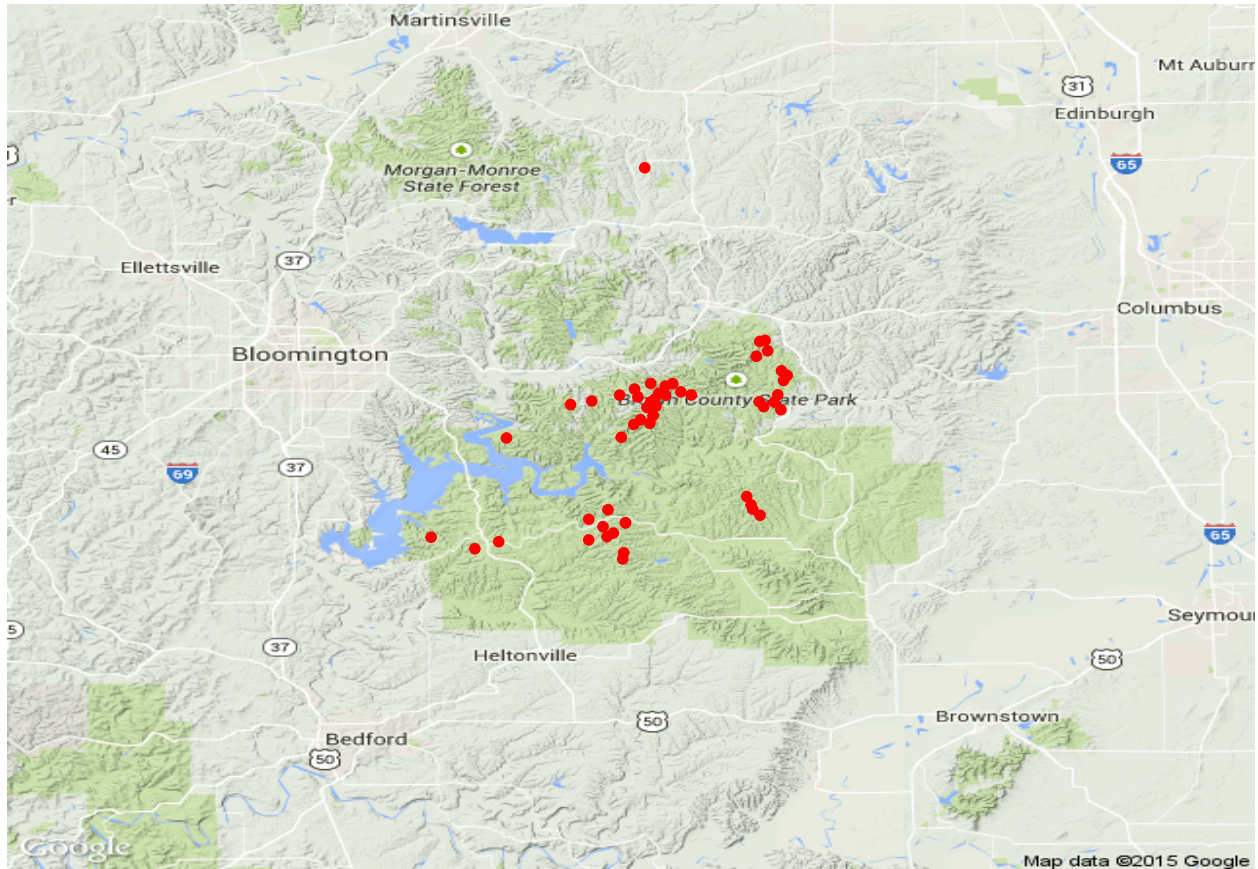 Martinsville
Mt Auburn
31
Edinburgh
65
Morgan-Monroe
State Forest
37
Ellettsville
Columbus
Bloomington
Brown County State Park
45
69
37
65
Seymour
37
Heltonville
50
50
Brownstown
Bedford
50
Google
Map data ©2015 Google